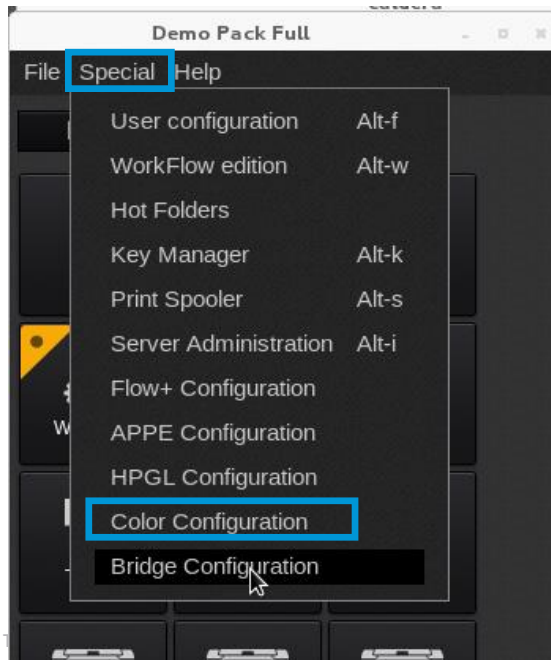 Demo Pack Full
File Special Help
User configuration Alt-f
WorkFlow edition Alt-w
Hot Folders
Key Manager Alt-k
Print Spooler Alt-s
Server Administration Alt-i
Flow+ Configuration
APPE Configuration
HPGL Configuration
Color Configuration
Bridge Configuration